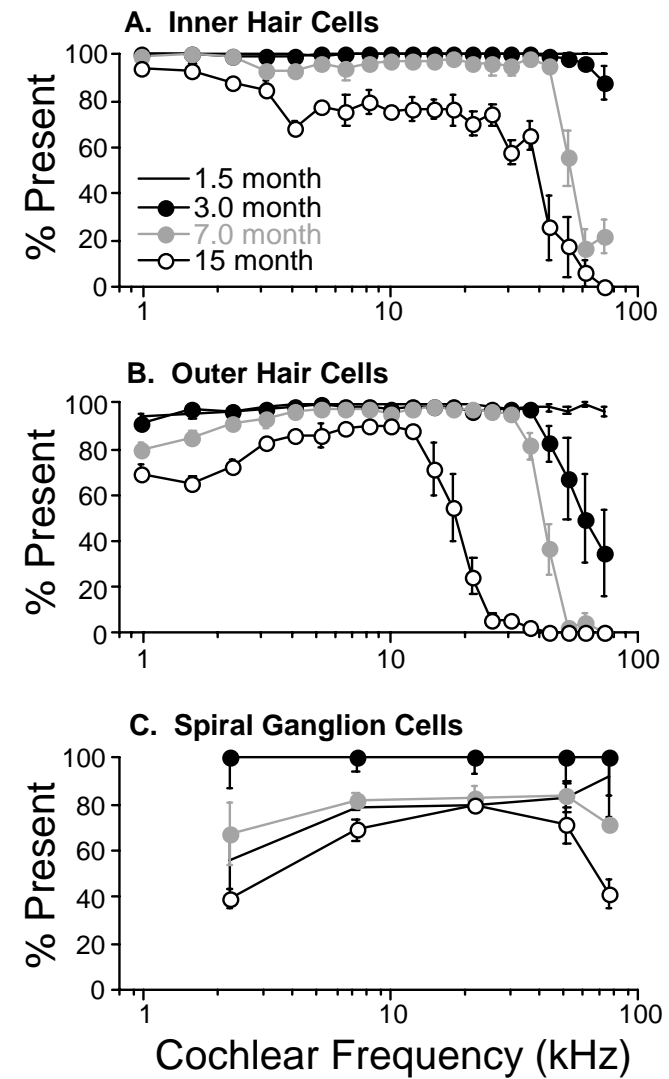 A. Inner Hair Cells
% Present
100
80
60
40
20
0
1.5 month
3.0 month
7.0 month
15 month
1
10
100
B. Outer Hair Cells
% Present
100
80
60
40
20
0
1
10
100
C. Spiral Ganglion Cells
% Present
100
80
60
40
20
0
1
10
100
Cochlear Frequency (kHz)